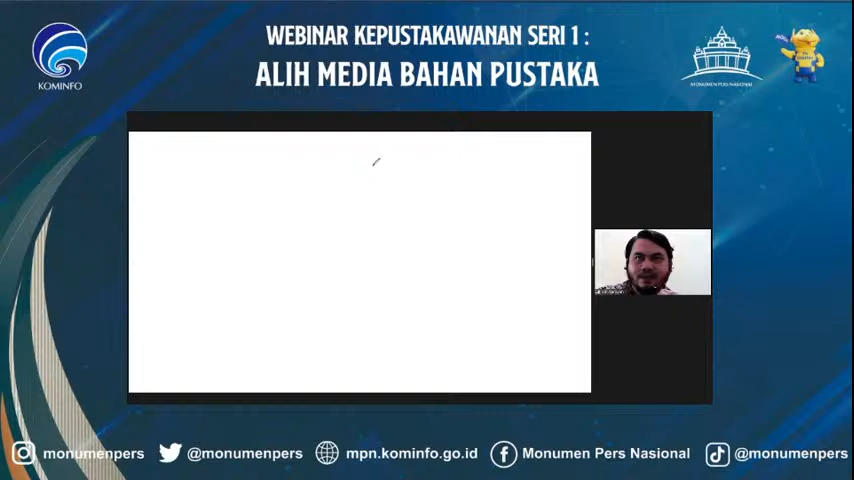 WEBINAR KEPUSTAKAWANAN SERI 1 :
ALIH MEDIA BAHAN PUSTAKA
KOMINFO
MONUMEN PERS NASIONAL
monumenpers
@monumenpers
mpn.kominfo.go.id
Monumen Pers Nasional
@monumenpers